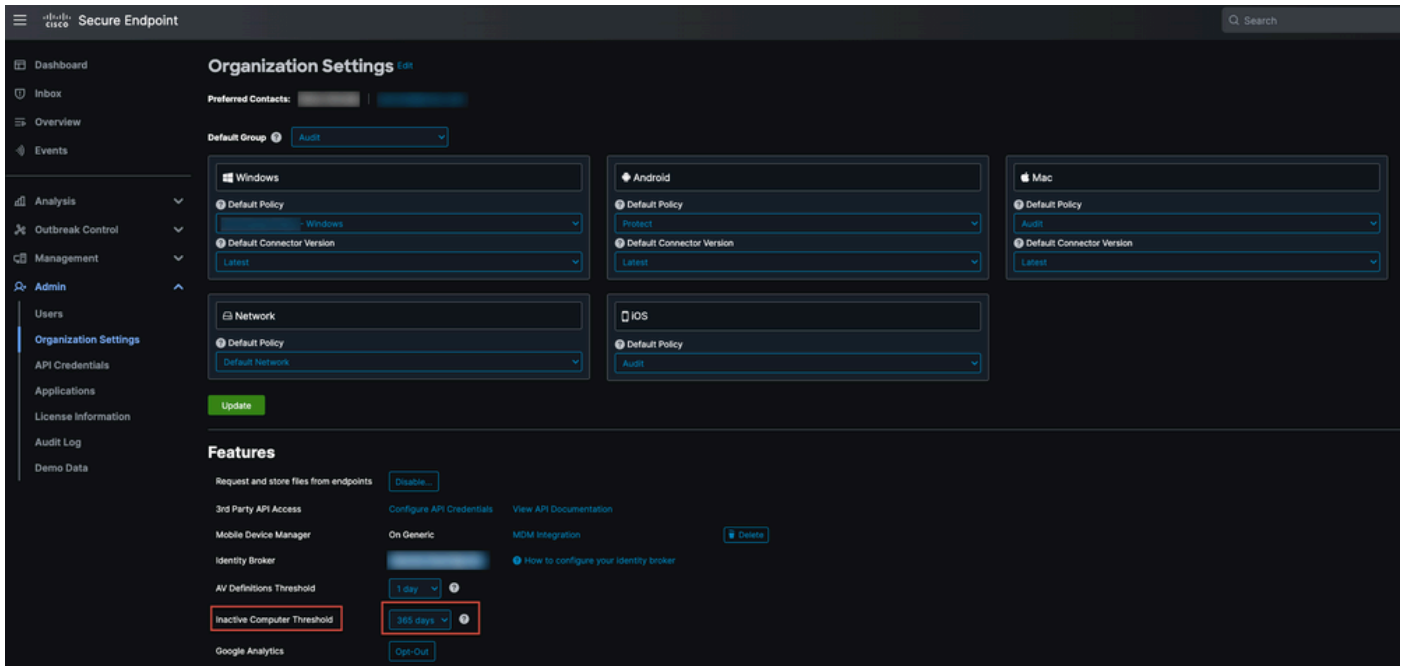 cisco Secure Endpoint
Search
Dashboard
Inbox
Overview
Events
Analysis
Outbreak Control
Management
Admin
Users
Organization Settings
API Credentials
Applications
License Information
Audit Log
Demo Data
Organization Settings Edit
Preferred Contacts:
Default Group ? Audit
Windows
? Default Policy
- Windows
? Default Connector Version
Latest
Android
? Default Policy
Protect
? Default Connector Version
Latest
Mac
? Default Policy
Audit
? Default Connector Version
Latest
Network
? Default Policy
Default Network
iOS
? Default Policy
Audit
Update
Features
Request and store files from endpoints Disable...
3rd Party API Access Configure API Credentials View API Documentation
Mobile Device Manager On Generic MDM Integration Delete
Identity Broker ? How to configure your identity broker
AV Definitions Threshold 1 day ?
Inactive Computer Threshold 365 days ?
Google Analytics Opt-Out